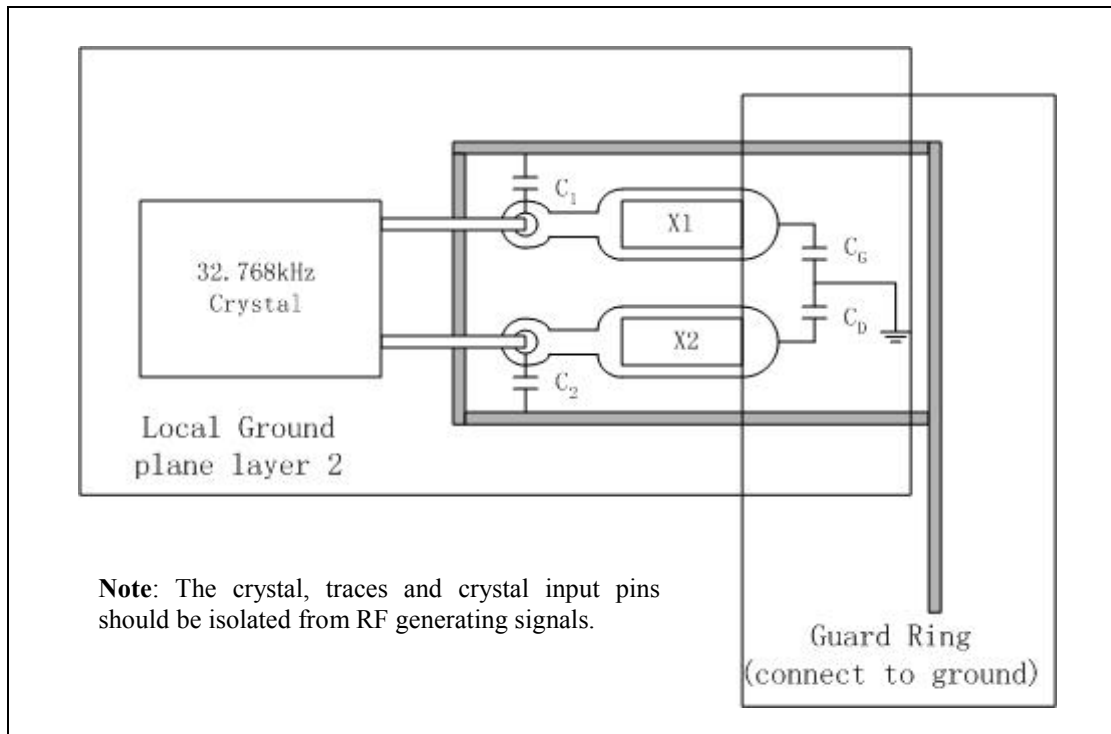 C1
X1
32.768kHz
Crystal
CG
CD
X2
C2
Local Ground
plane layer 2
Note: The crystal, traces and crystal input pins
should be isolated from RF generating signals.
Guard Ring
(connect to ground)